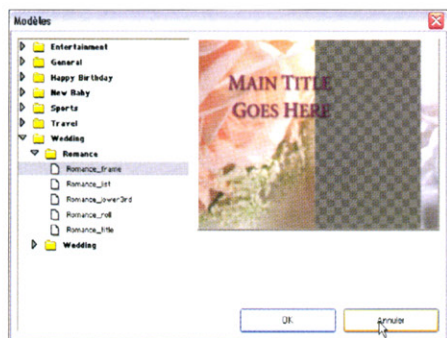 Modèles
Entertainment
General
Happy Birthday
New Baby
Sports
Travel
Wedding
Romance
Romance_frame
Romance_list
Romance_lower3rd
Romance_roll
Romance_title
Wedding
MAIN TITLE
GOES HERE
OK
Annuler